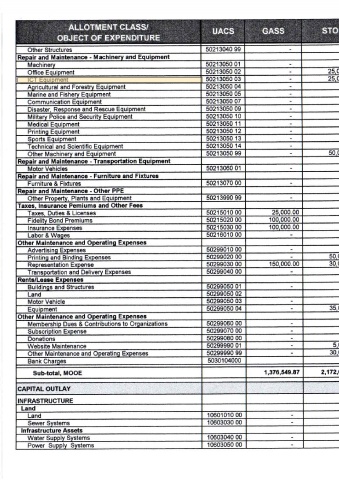 ALLOTMENT CLASS/ OBJECT OF EXPENDITURE UACS GASS STO
Other Structures 50213040 99 -
Repair and Maintenance - Machinery and Equipment
Machinery 50213050 01 -
Office Equipment 50213050 02 - 25,0
ICT Equipment 50213050 03 - 25,0
Agricultural and Forestry Equipment 50213050 04 -
Marine and Fishery Equipment 50213050 05 -
Communication Equipment 50213050 07 -
Disaster, Response and Rescue Equipment 50213050 09 -
Military Police and Security Equipment 50213050 10 -
Medical Equipment 50213050 11 -
Printing Equipment 50213050 12 -
Sports Equipment 50213050 13 -
Technical and Scientific Equipment 50213050 14 -
Other Machinery and Equipment 50213050 99 - 50,0
Repair and Maintenance - Transportation Equipment
Motor Vehicles 50213060 01 -
Repair and Maintenance - Furniture and Fixtures
Furniture & Fixtures 50213070 00 -
Repair and Maintenance - Other PPE
Other Property, Plants and Equipment 50213990 99 -
Taxes, Insurance Pemiums and Other Fees
Taxes, Duties & Licenses 50215010 00 25,000.00
Fidelity Bond Premiums 50215020 00 100,000.00
Insurance Expenses 50215030 00 100,000.00
Labor & Wages 50216010 00 -
Other Maintenance and Operating Expenses
Advertising Expenses 50299010 00 -
Printing and Binding Expenses 50299020 00 - 50,0
Representation Expense 50299030 00 150,000.00 30,
Transportation and Delivery Expenses 50299040 00 -
Rents/Lease Expenses
Buildings and Structures 50299050 01 -
Land 50299050 02
Motor Vehicle 50299050 03 -
Equipment 50299050 04 - 35,
Other Maintenance and Operating Expenses
Membership Dues & Contributions to Organizations 50299060 00 -
Subscription Expense 50299070 00 -
Donations 50299080 00 -
Website Maintenance 50299990 01 - 5,
Other Maintenance and Operating Expenses 50299990 99 - 30,
Bank Charges 5030104000
Sub-total, MOOE 1,376,549.87 2,172,
CAPITAL OUTLAY
INFRASTRUCTURE
Land
Land 10601010 00 -
Sewer Systems 10603030 00 -
Infrastructure Assets
Water Supply Systems 10603040 00 -
Power Supply Systems 10603050 00 -